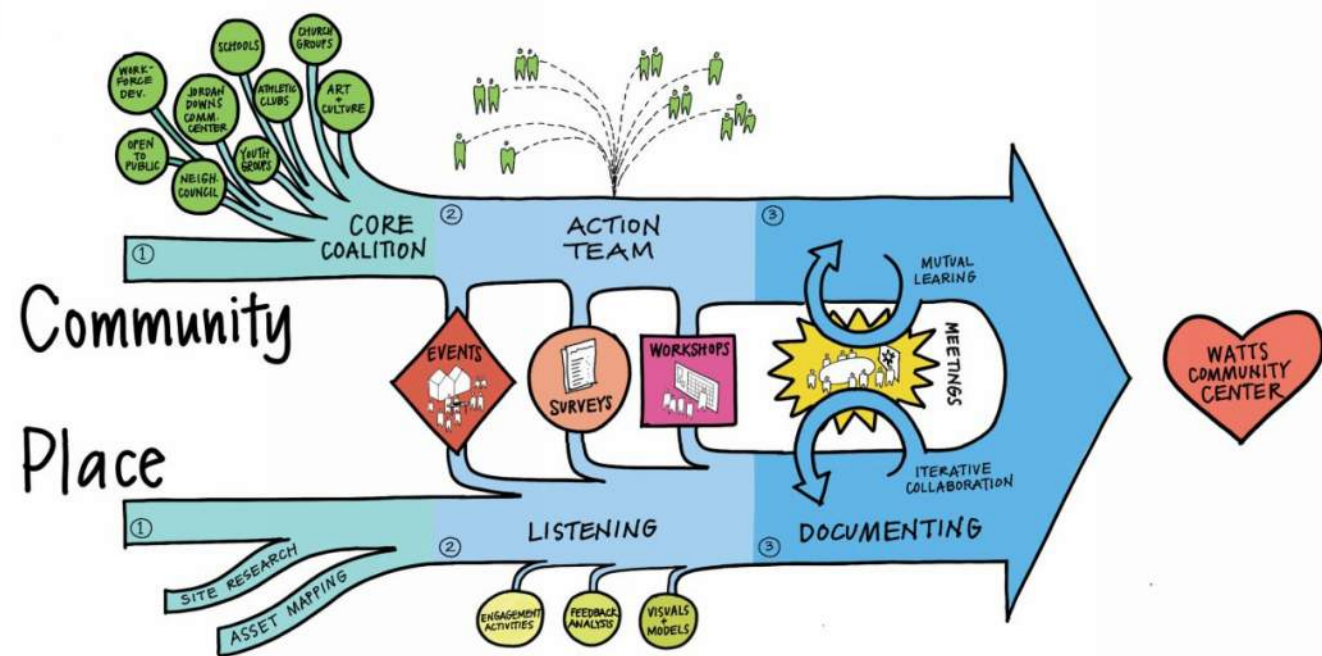 CHURCH
GROUPS
SCHOOLS
WORK-
FORCE
DEV.
JORDAN
DOWNS
COMM.
CENTER
ATHLETIC
CLUBS
ART
+
CULTURE
OPEN
TO
PUBLIC
YOUTH
GROUPS
NEIGH.
COUNCIL
①
CORE
COALITION
②
ACTION
TEAM
③
MUTUAL
LEARING
Community
EVENTS
SURVEYS
WORKSHOPS
MEETINGS
WATTS
COMMUNITY
CENTER
Place
ITERATIVE
COLLABORATION
①
②
LISTENING
③
DOCUMENTING
SITE RESEARCH
ASSET MAPPING
ENGAGEMENT
ACTIVITIES
FEEDBACK
ANALYSIS
VISUALS
+
MODELS